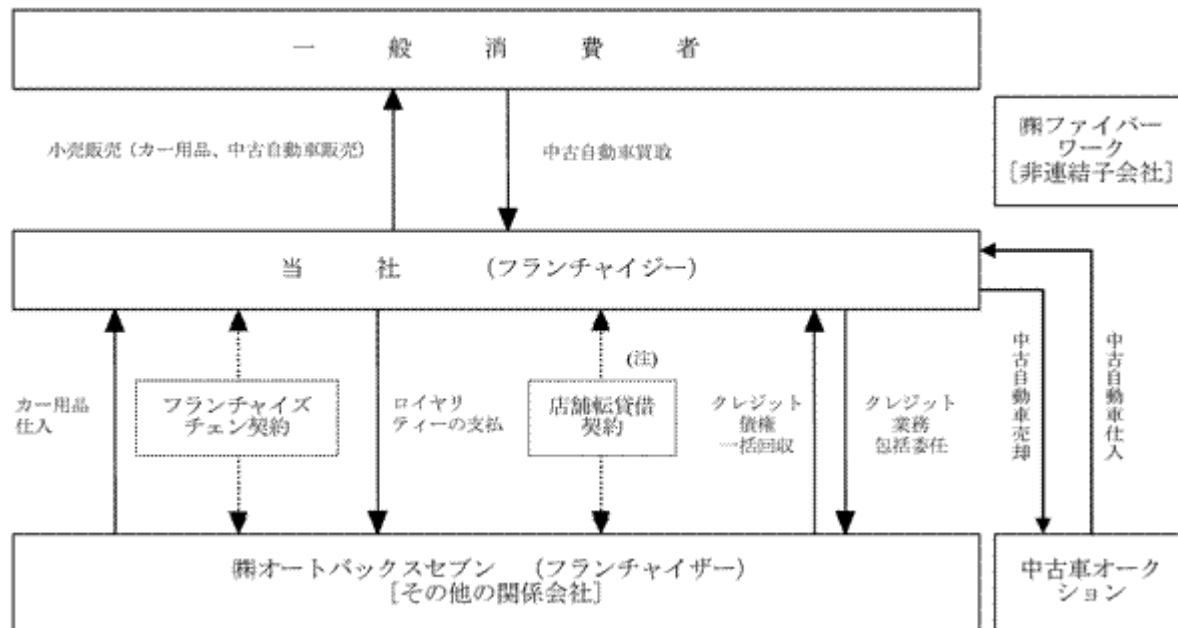 一般消費者
㈱ファイバー
ワーク
[非連結子会社]
小売販売（カー用品、中古自動車販売）
中古自動車買取
当社　（フランチャイジー）
カー用品
仕入
フランチャイズ
チェン契約
ロイヤリ
ティーの支払
(注)
店舗転貸借
契約
クレジット
債権
一括回収
クレジット
業務
包括委任
中古自動車売却
中古自動車仕入
㈱オートバックスセブン　（フランチャイザー）
[その他の関係会社]
中古車オーク
ション